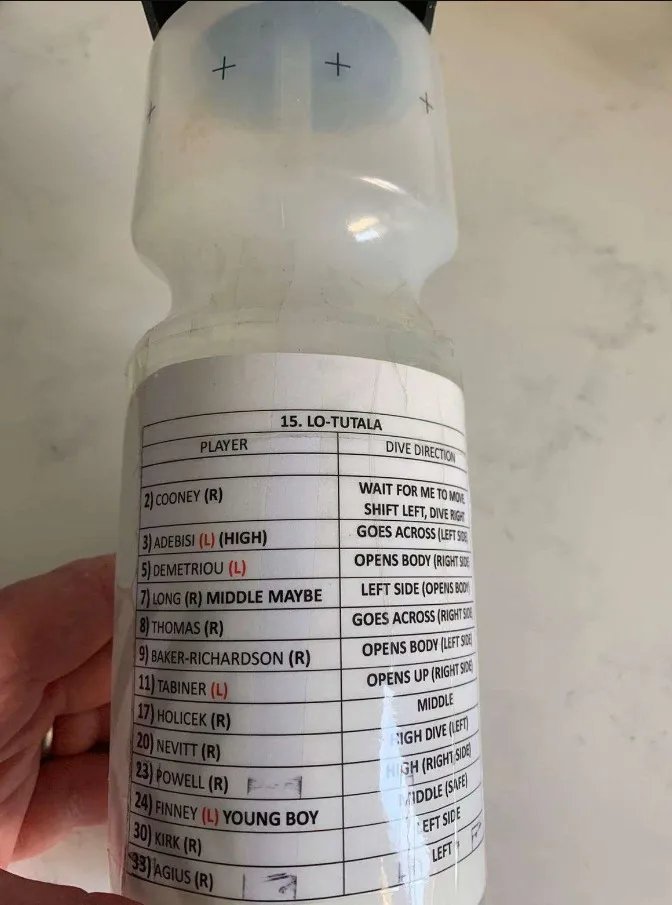 15. LO-TUTALA
PLAYER DIVE DIRECTION
2) COONEY (R) WAIT FOR ME TO MOVE
SHIFT LEFT, DIVE RIGHT
3) ADEBISI (L) (HIGH) GOES ACROSS (LEFT SIDE
5) DEMETRIOU (L) OPENS BODY (RIGHT SIDE
7) LONG (R) MIDDLE MAYBE LEFT SIDE (OPENS BODY)
8) THOMAS (R) GOES ACROSS (RIGHT SIDE
9) BAKER-RICHARDSON (R) OPENS BODY (LEFT SIDE)
11) TABINER (L) OPENS UP (RIGHT SIDE)
17) HOLICEK (R) MIDDLE
20) NEVITT (R) HIGH DIVE (LEFT)
23) POWELL (R) HIGH (RIGHT SIDE)
24) FINNEY (L) YOUNG BOY MIDDLE (SAFE)
30) KIRK (R) LEFT SIDE
33) AGIUS (R) LEFT